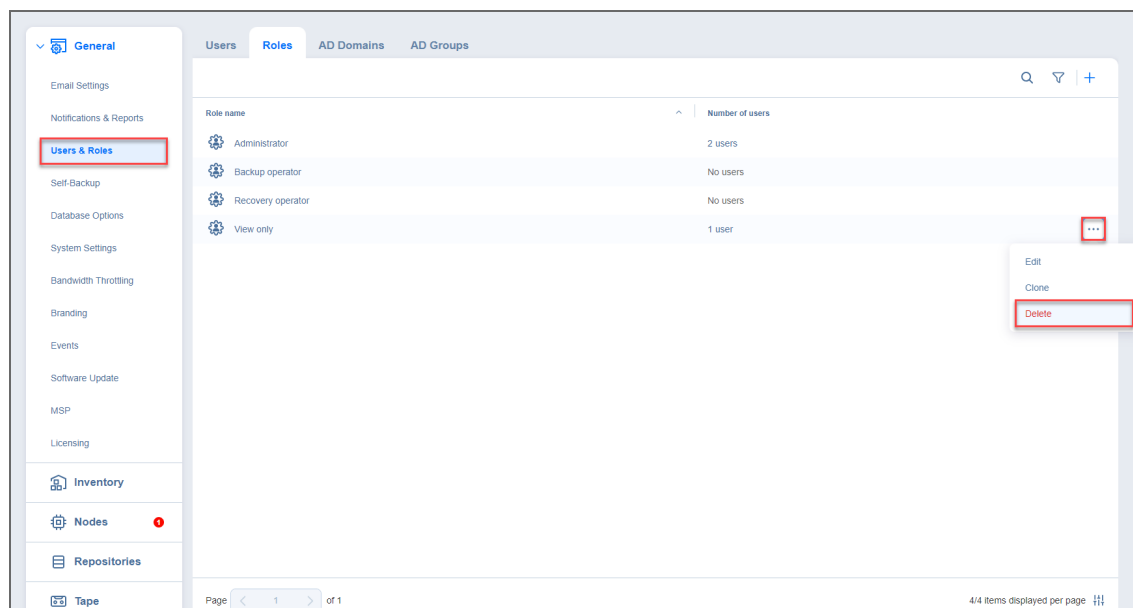 General
Email Settings
Notifications & Reports
Users & Roles
Self-Backup
Database Options
System Settings
Bandwidth Throttling
Branding
Events
Software Update
MSP
Licensing
Inventory
Nodes 1
Repositories
Tape
Users Roles AD Domains AD Groups
Role name Number of users
Administrator 2 users
Backup operator No users
Recovery operator No users
View only 1 user ...
Edit
Clone
Delete
Page 1 of 1 4/4 items displayed per page